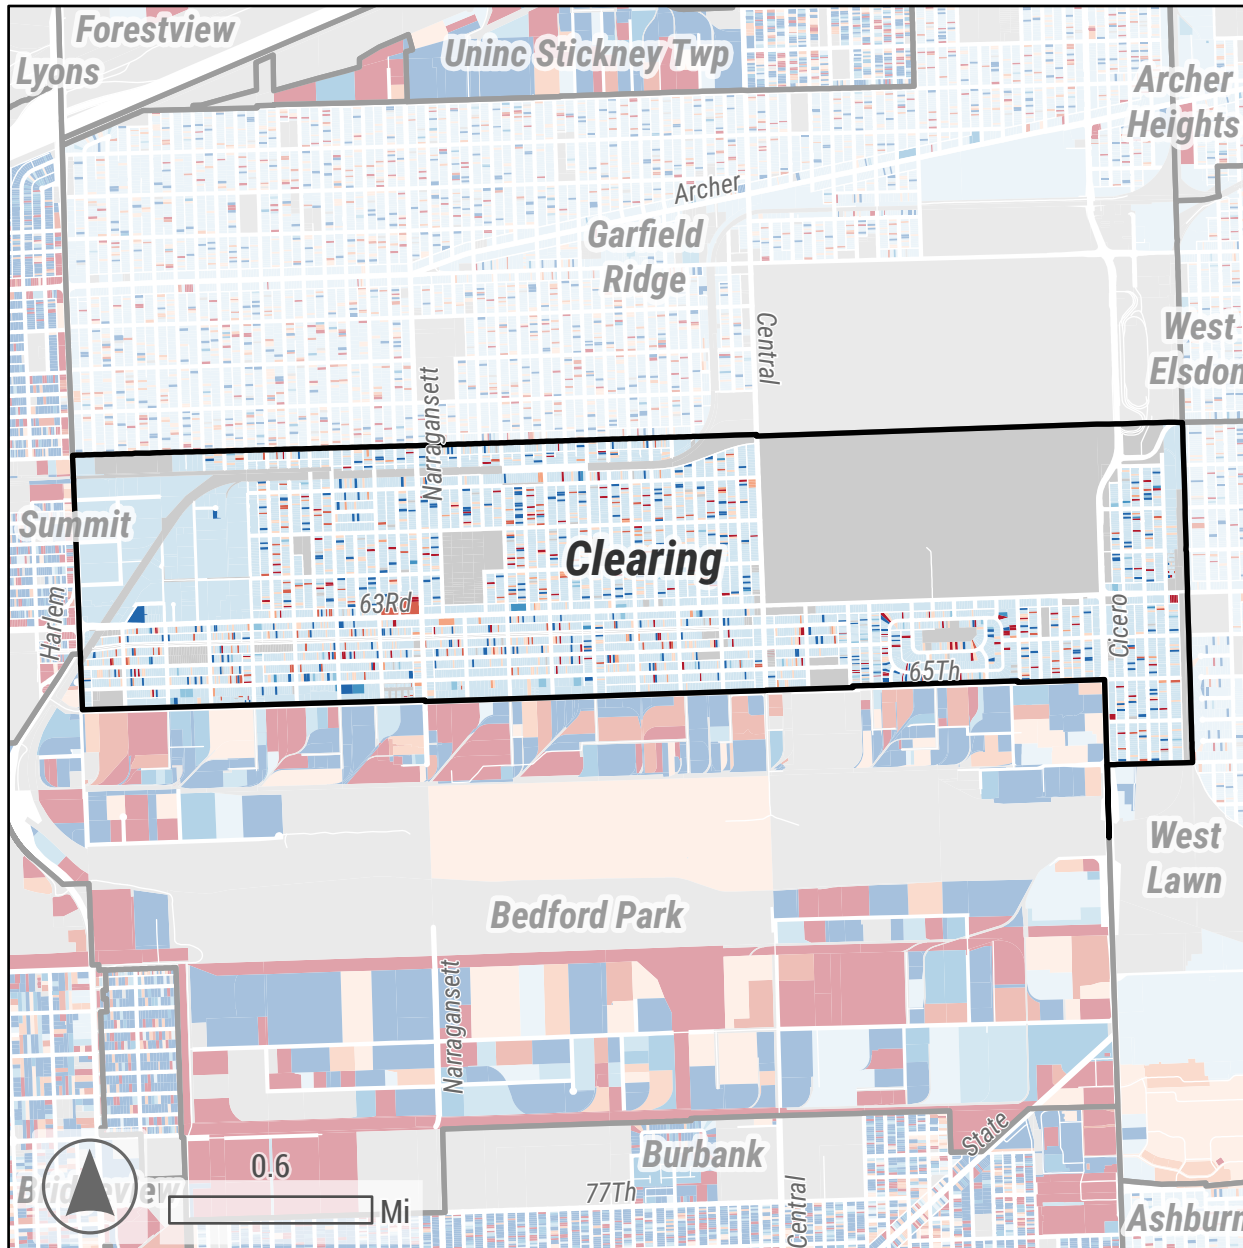 Forestview
Lyons
Uninc Stickney Twp
Archer
Heights
Archer
Garfield
Ridge
Central
West
Elsdon
Narragansett
Summit
Clearing
63Rd
Harlem
Cicero
65Th
West
Lawn
Bedford Park
Narragansett
State
Burbank
0.6
Mi
Bridgeview
77Th
Central
Ashburn